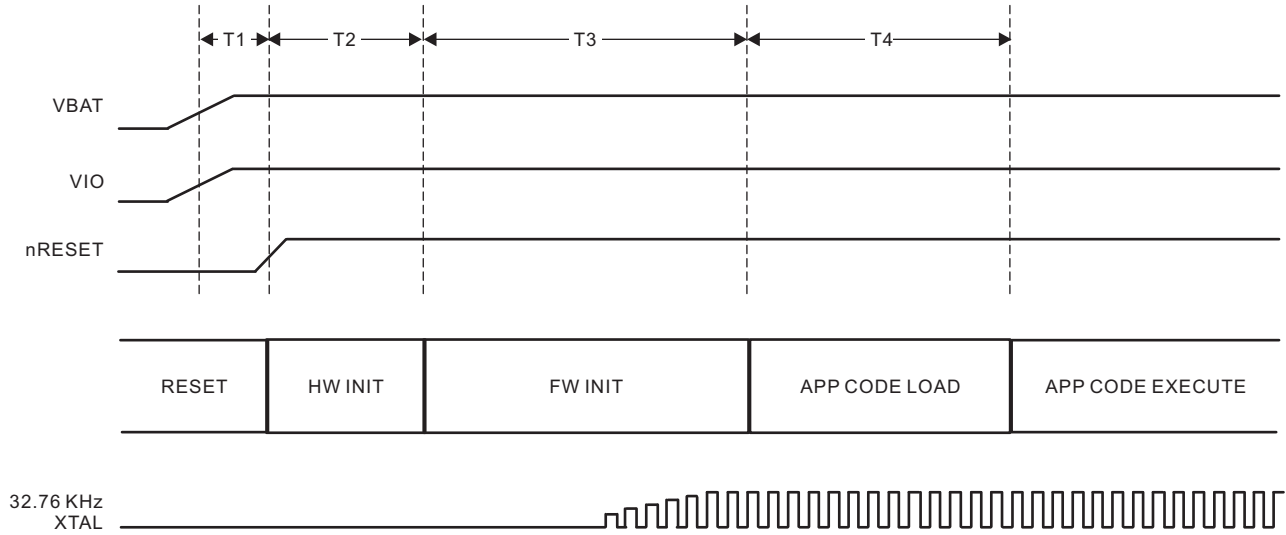 T1
T2
T3
T4
VBAT
VIO
nRESET
RESET
HW INIT
FW INIT
APP CODE LOAD
APP CODE EXECUTE
32.76 KHz
XTAL